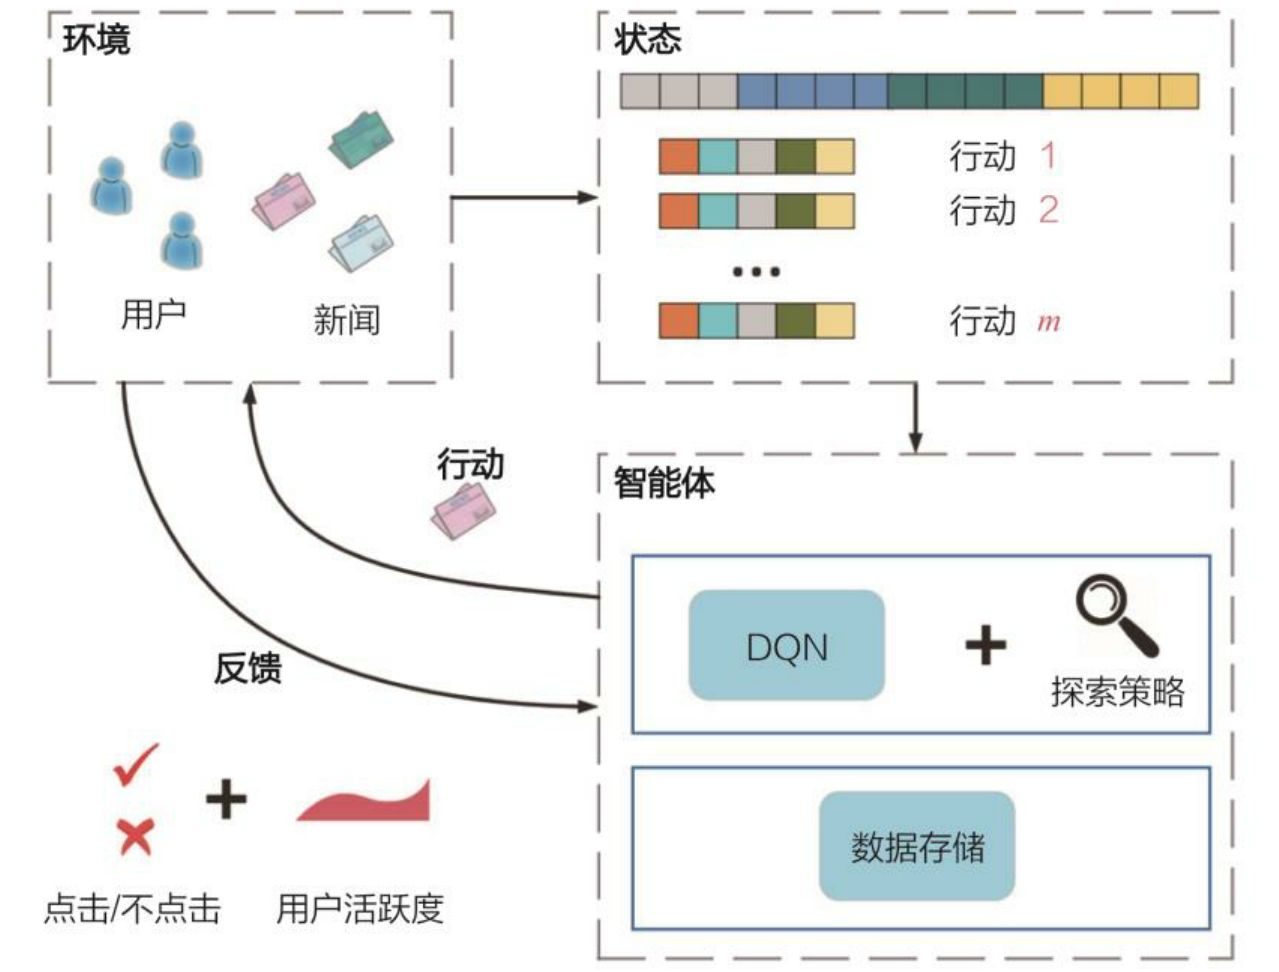 环境
用户
新闻
状态
行动 1
行动 2
...
行动 m
行动
反馈
点击/不点击
用户活跃度
智能体
DQN
探索策略
数据存储